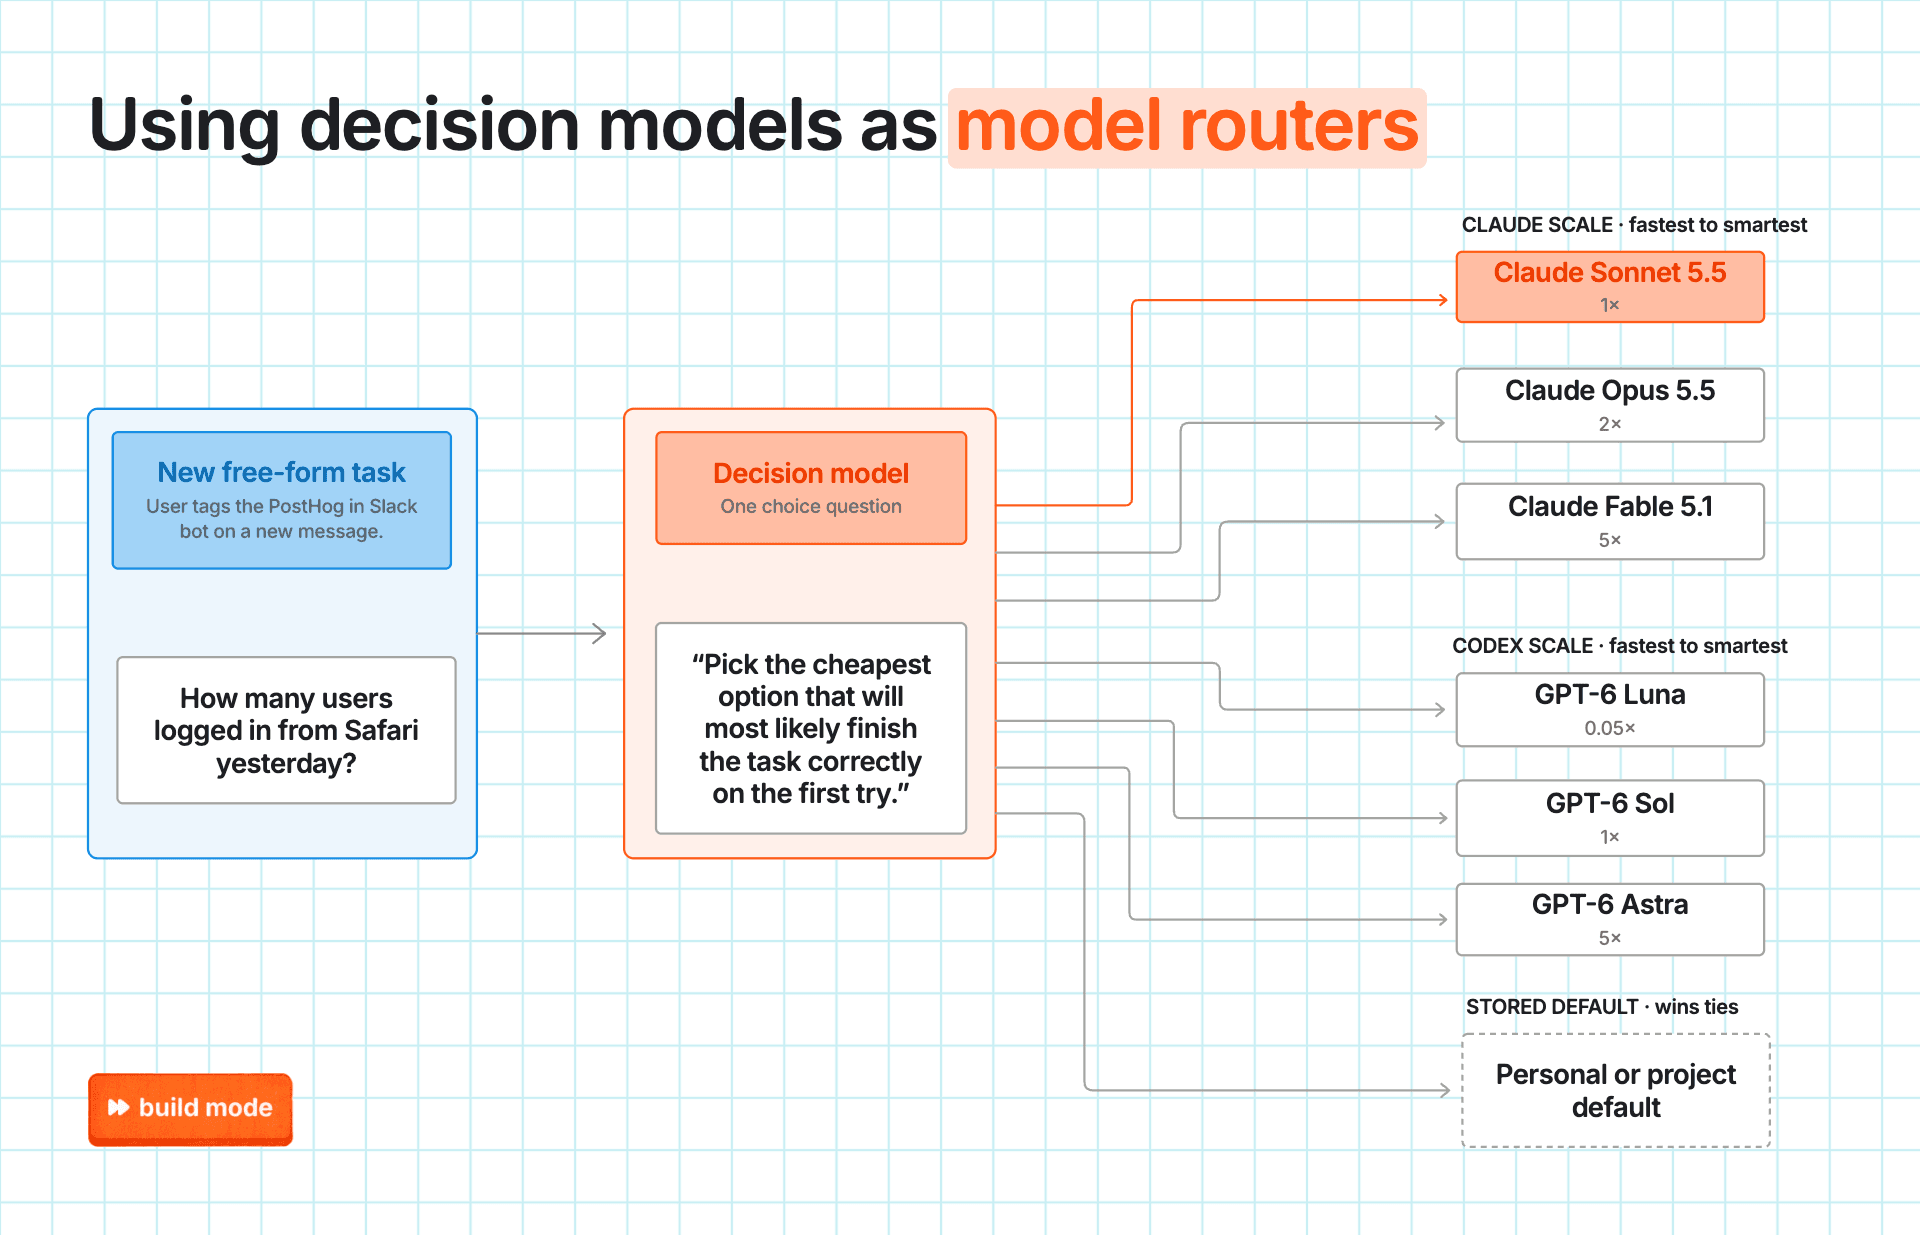 Using decision models as model routers
New free-form task
User tags the PostHog in Slack
bot on a new message.
How many users
logged in from Safari
yesterday?
Decision model
One choice question
“Pick the cheapest
option that will
most likely finish
the task correctly
on the first try.”
CLAUDE SCALE · fastest to smartest
Claude Sonnet 5.5
1×
Claude Opus 5.5
2×
Claude Fable 5.1
5×
CODEX SCALE · fastest to smartest
GPT-6 Luna
0.05×
GPT-6 Sol
1×
GPT-6 Astra
5×
STORED DEFAULT · wins ties
Personal or project
default
build mode